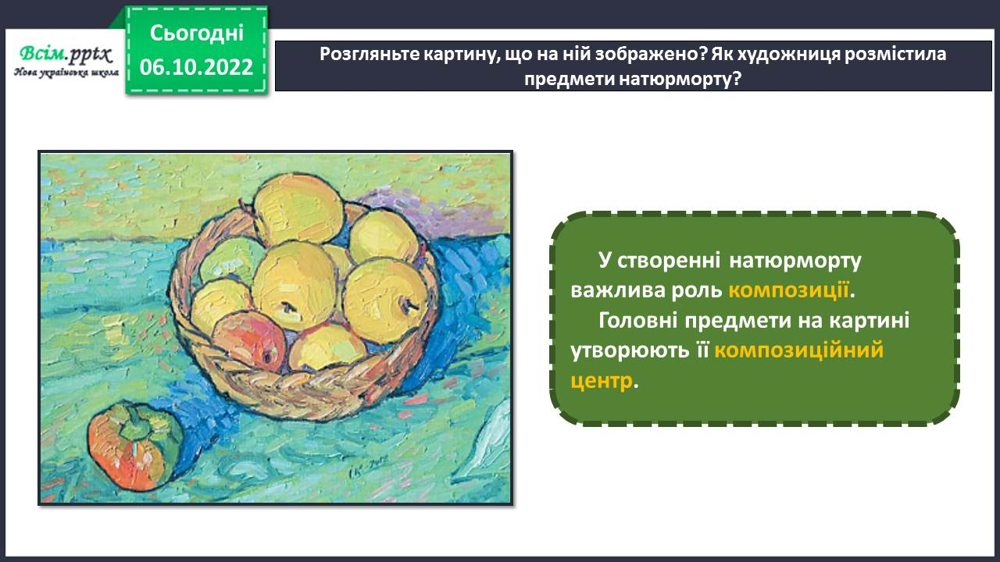 Сьогодні
06.10.2022
Всім.pptx
Нова українська школа
Розгляньте картину, що на ній зображено? Як художниця розмістила
предмети натюрморту?
У створенні натюрморту
важлива роль композиції.
Головні предмети на картині
утворюють її композиційний
центр.